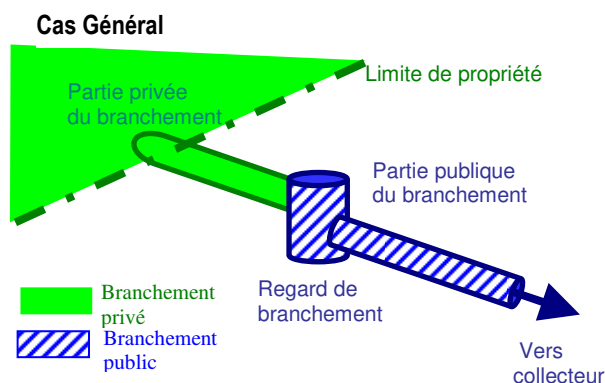 Cas Général
Limite de propriété
Partie privée
du branchement
Partie publique
du branchement
Regard de
branchement
Branchement
privé
Branchement
public
Vers
collecteur